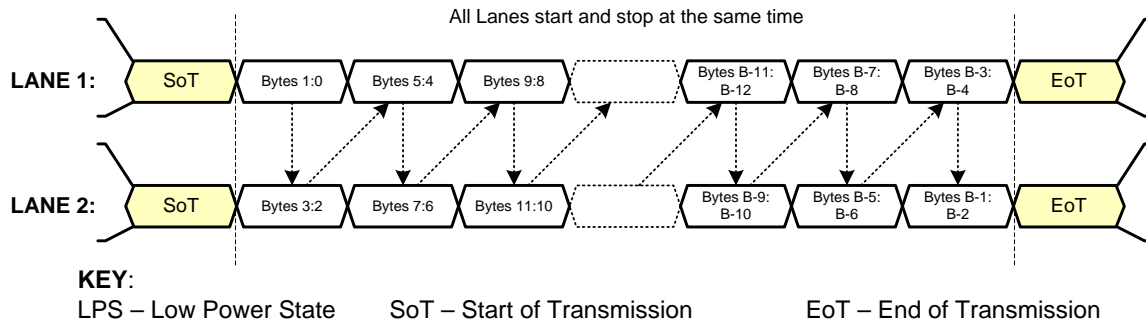 All Lanes start and stop at the same time
LANE 1:
SoT
Bytes 1:0
Bytes 5:4
Bytes 9:8
Bytes B-11:
B-12
Bytes B-7:
B-8
Bytes B-3:
B-4
EoT
LANE 2:
SoT
Bytes 3:2
Bytes 7:6
Bytes 11:10
Bytes B-9:
B-10
Bytes B-5:
B-6
Bytes B-1:
B-2
EoT
KEY:
LPS – Low Power State SoT – Start of Transmission EoT – End of Transmission